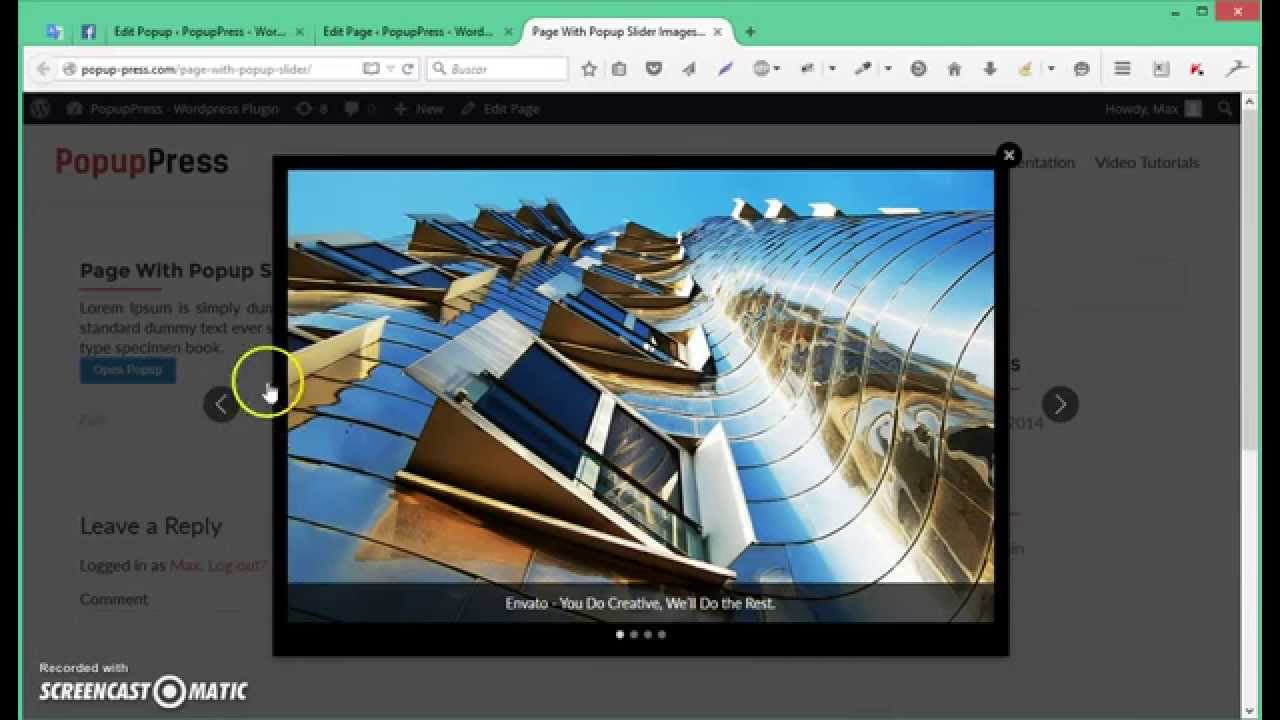 Edit Popup ‹ PopupPress - Wor...
Edit Page ‹ PopupPress - Word...
Page With Popup Slider Images...
popup-press.com/page-with-popup-slider/
Buscar
PopupPress - Wordpress Plugin
8
0
New
Edit Page
Howdy, Max
PopupPress
entation
Video Tutorials
Page With Popup S
Lorem Ipsum is simply dum
standard dummy text ever s
type specimen book.
Open Popup
Edit
s
2014
Leave a Reply
Logged in as Max. Log out?
in
Comment
Envato - You Do Creative, We'll Do the Rest.
Recorded with
SCREENCAST O MATIC